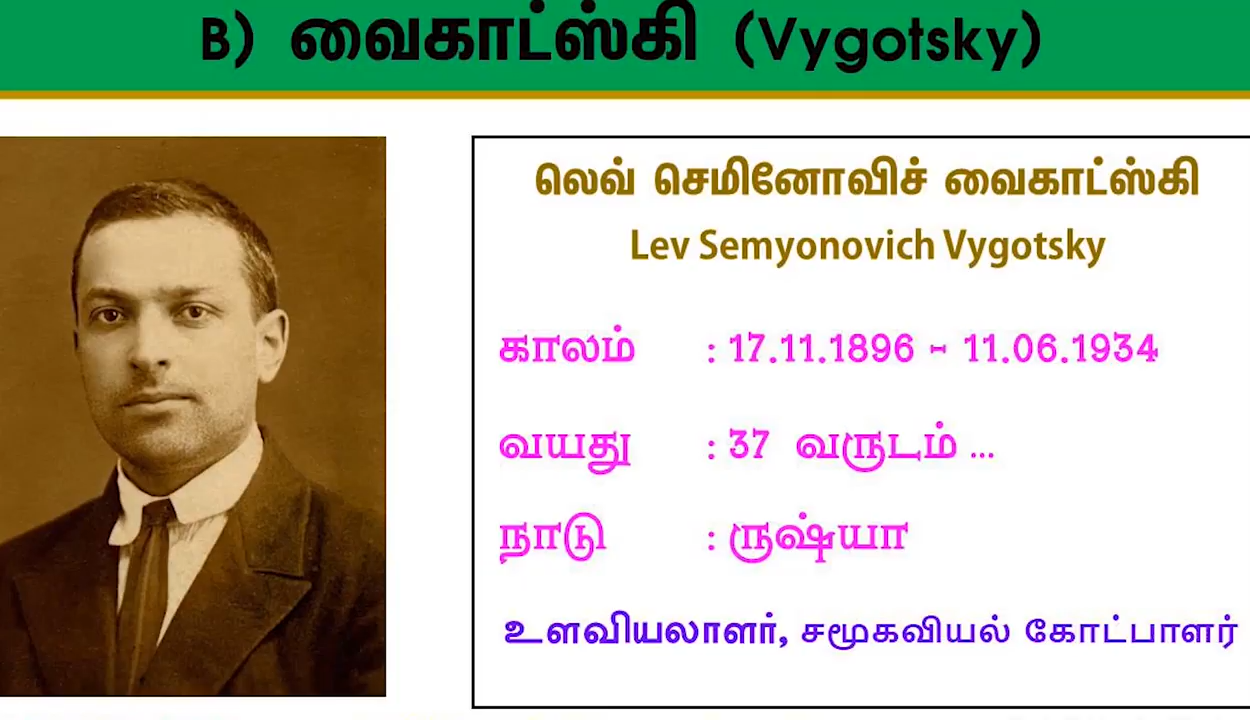 B) வைகாட்ஸ்கி (Vygotsky)
லெவ் செமினோவிச் வைகாட்ஸ்கி
Lev Semyonovich Vygotsky
காலம் : 17.11.1896 - 11.06.1934
வயது : 37 வருடம் ...
நாடு : ருஷ்யா
உளவியலாளர், சமூகவியல் கோட்பாளர்